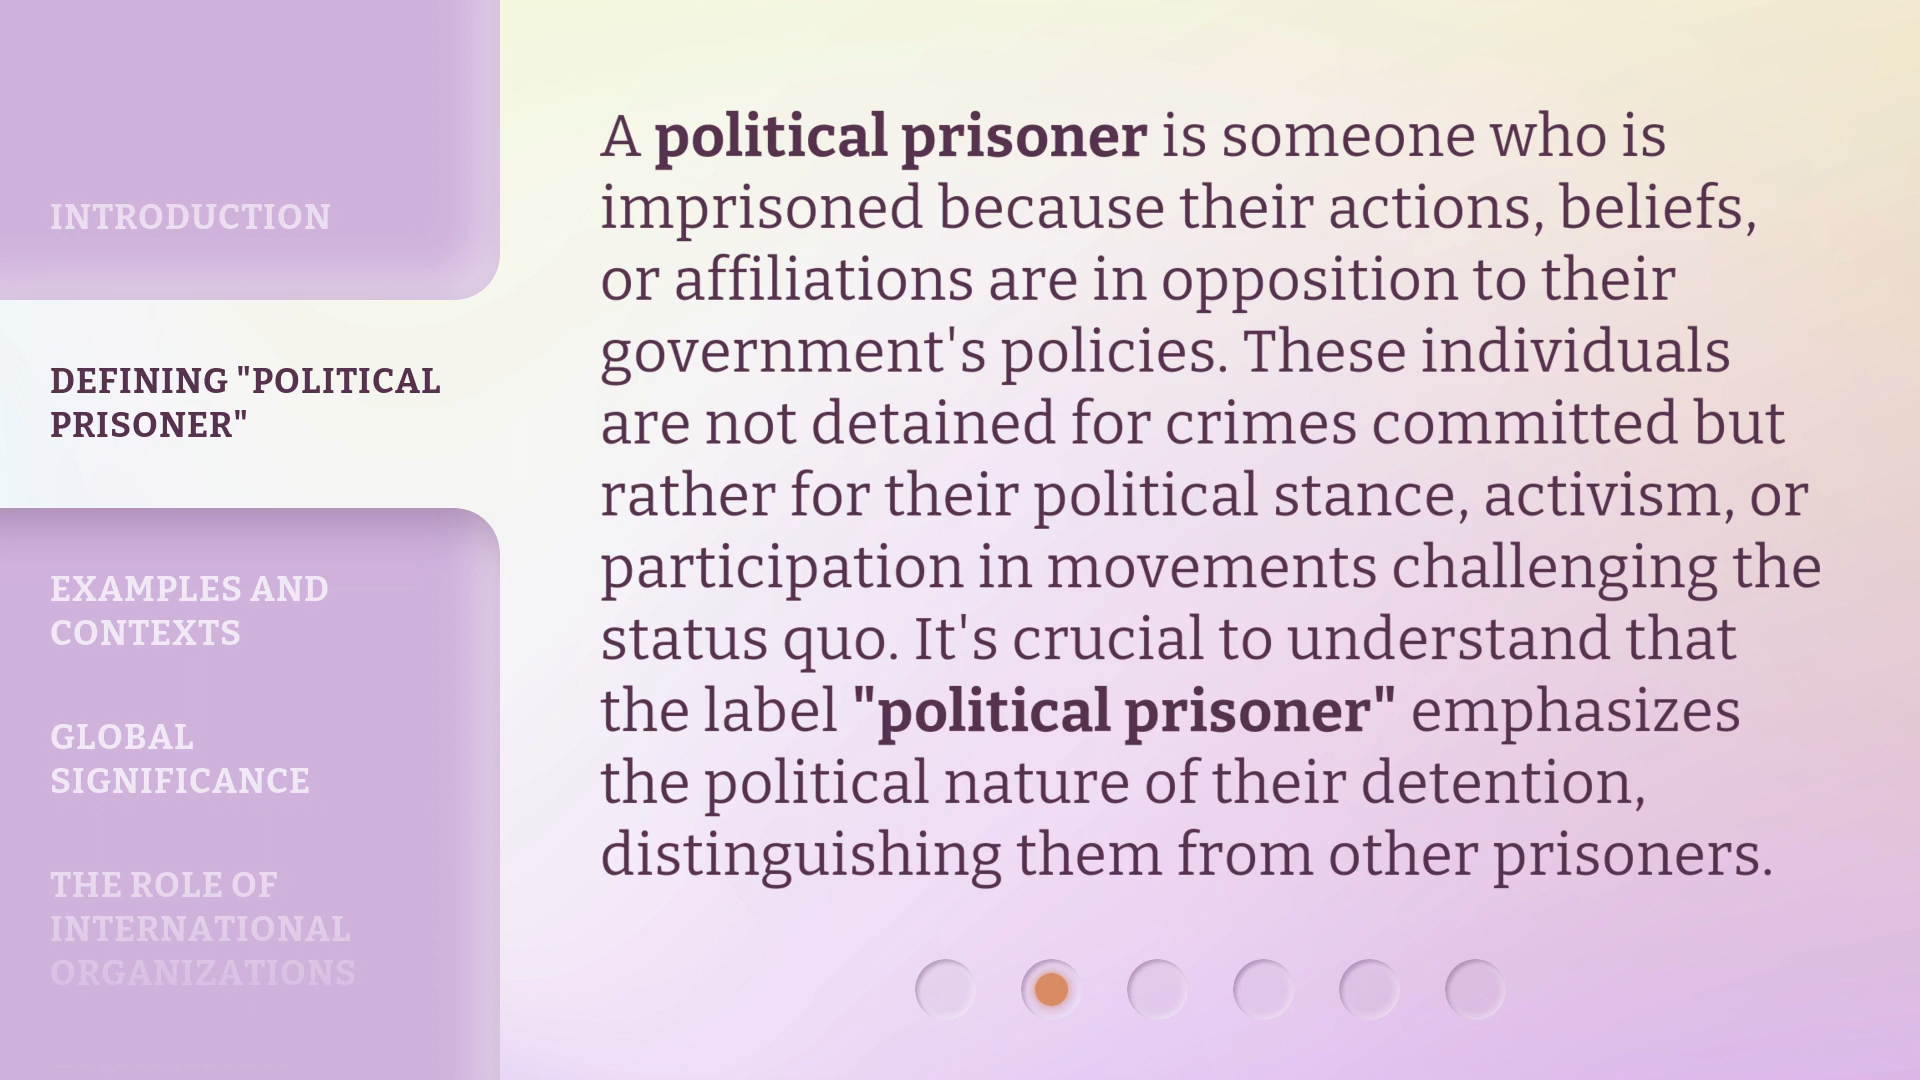 INTRODUCTION
DEFINING "POLITICAL
PRISONER"
EXAMPLES AND
CONTEXTS
GLOBAL
SIGNIFICANCE
THE ROLE OF
INTERNATIONAL
ORGANIZATIONS
A political prisoner is someone who is
imprisoned because their actions, beliefs,
or affiliations are in opposition to their
government's policies. These individuals
are not detained for crimes committed but
rather for their political stance, activism, or
participation in movements challenging the
status quo. It's crucial to understand that
the label "political prisoner" emphasizes
the political nature of their detention,
distinguishing them from other prisoners.